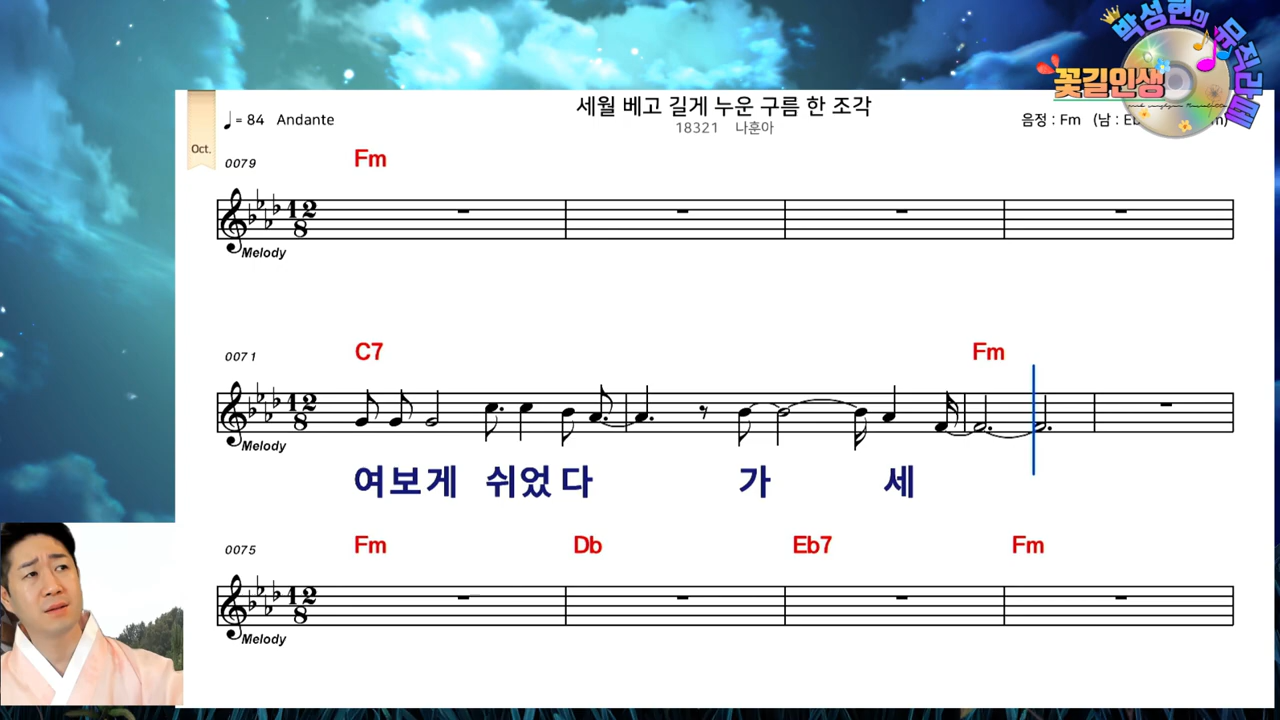 박성현의 뮤직라떼
꽃길인생
세월 베고 길게 누운 구름 한 조각
♩= 84 Andante
18321 나훈아
음정 : Fm (남 : Eb
Oct.
0079
Fm
12
8
Melody
0071
C7 Fm
12
8
Melody
여보게 쉬었다 가 세
0075
Fm Db Eb7 Fm
12
8
Melody